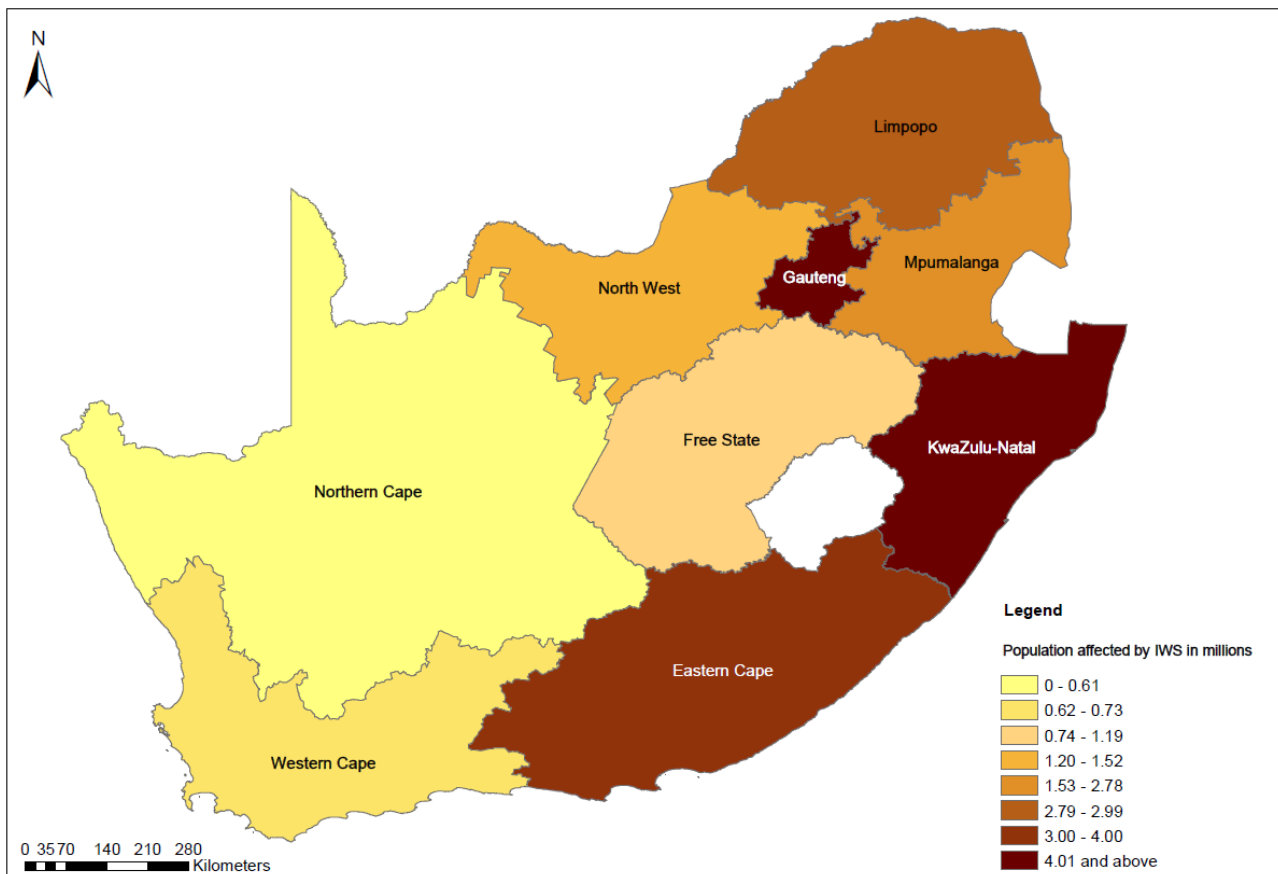 N
Limpopo
Mpumalanga
Gauteng
North West
Free State
KwaZulu-Natal
Northern Cape
Eastern Cape
Western Cape
Legend
Population affected by IWS in millions
0 - 0.61
0.62 - 0.73
0.74 - 1.19
1.20 - 1.52
1.53 - 2.78
2.79 - 2.99
3.00 - 4.00
4.01 and above
0 35 70 140 210 280
Kilometers